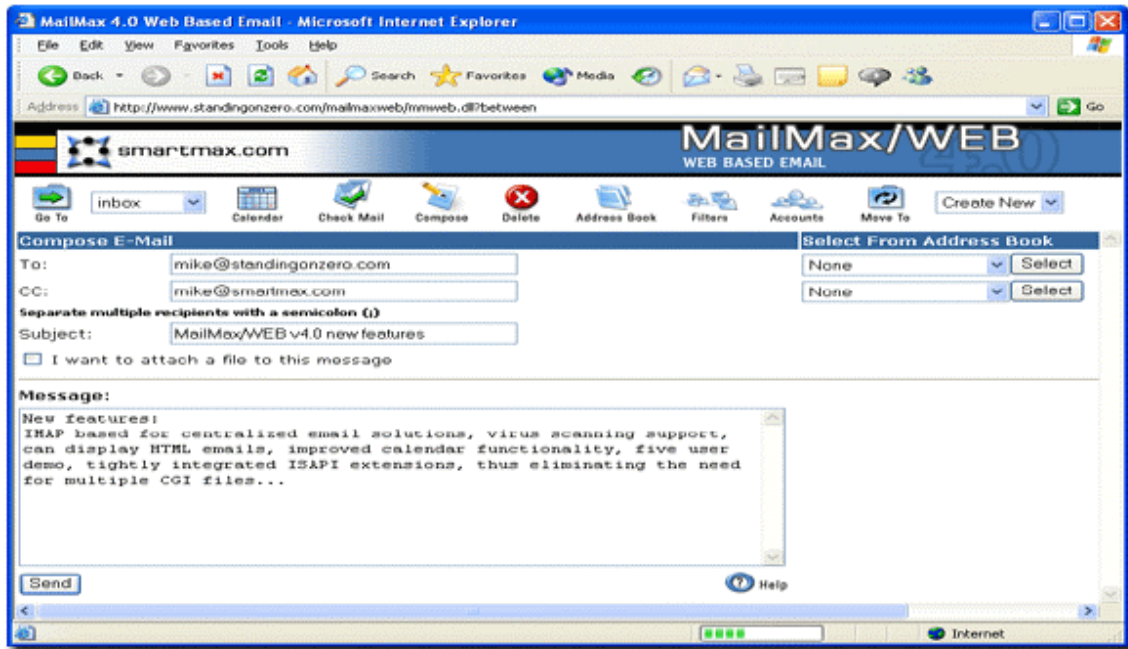 MailMax 4.0 Web Based Email - Microsoft Internet Explorer
File Edit View Favorites Tools Help
Back Search Favorites Media
Address http://www.standingonzero.com/mailmaxweb/mmweb.dll?between Go
smartmax.com MailMax/WEB 4.0
WEB BASED EMAIL
Go To inbox Calendar Check Mail Compose Delete Address Book Filters Accounts Move To Create New
Compose E-Mail Select From Address Book
To: mike@standingonzero.com None Select
CC: mike@smartmax.com None Select
Separate multiple recipients with a semicolon (;)
Subject: MailMax/WEB v4.0 new features
I want to attach a file to this message
Message:
New features:
IMAP based for centralized email solutions, virus scanning support,
can display HTML emails, improved calendar functionality, five user
demo, tightly integrated ISAPI extensions, thus eliminating the need
for multiple CGI files...
Send Help
Internet